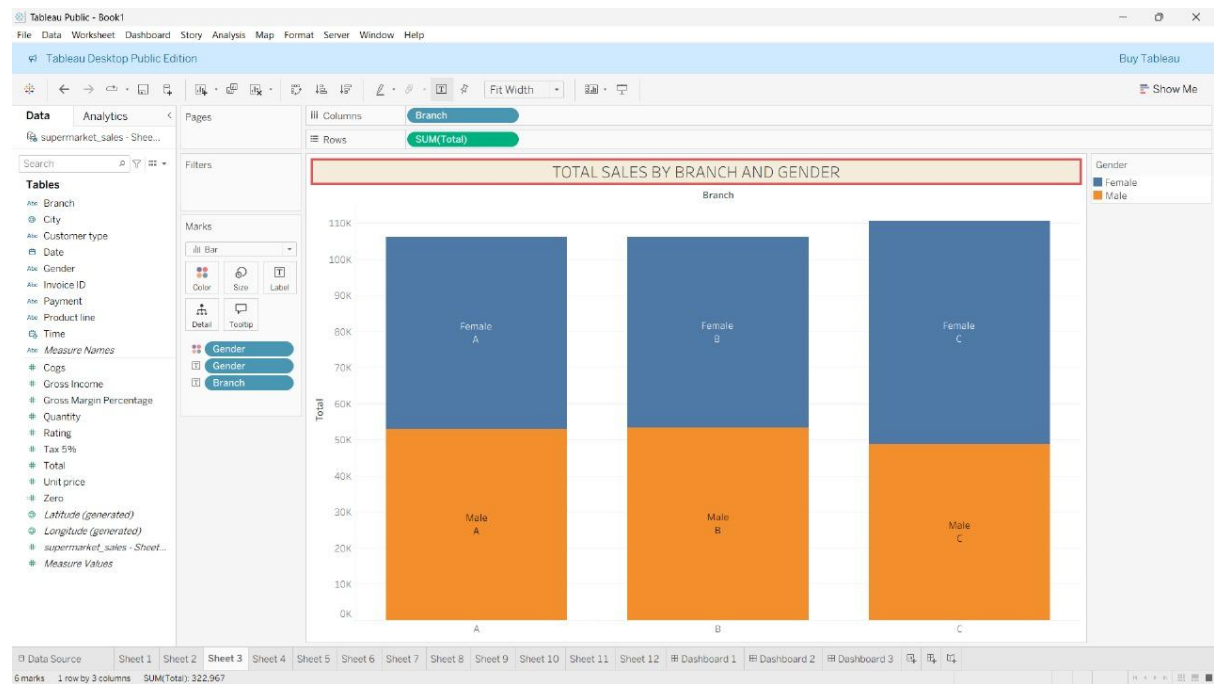 Tableau Public - Book1
File Data Worksheet Dashboard Story Analysis Map Format Server Window Help
Tableau Desktop Public Edition
Buy Tableau
Fit Width
Show Me
Data Analytics
supermarket_sales - Shee...
Search
Tables
Abc Branch
City
Abc Customer type
Date
Abc Gender
Abc Invoice ID
Abc Payment
Abc Product line
Time
Abc Measure Names
# Cogs
# Gross Income
# Gross Margin Percentage
# Quantity
# Rating
# Tax 5%
# Total
# Unit price
=# Zero
Latitude (generated)
Longitude (generated)
# supermarket_sales - Sheet...
# Measure Values
Pages
Filters
Marks
Bar
Color Size Label
Detail Tooltip
Gender
Gender
Branch
Columns Branch
Rows SUM(Total)
TOTAL SALES BY BRANCH AND GENDER
Branch
Total
110K
100K
90K
80K
70K
60K
50K
40K
30K
20K
10K
0K
Female
A
Female
B
Female
C
Male
A
Male
B
Male
C
A B C
Gender
Female
Male
Data Source Sheet 1 Sheet 2 Sheet 3 Sheet 4 Sheet 5 Sheet 6 Sheet 7 Sheet 8 Sheet 9 Sheet 10 Sheet 11 Sheet 12 Dashboard 1 Dashboard 2 Dashboard 3
6 marks 1 row by 3 columns SUM(Total): 322,967